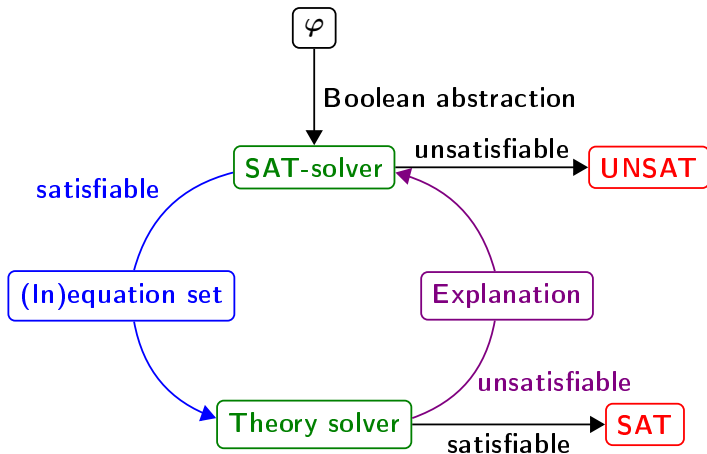 φ
Boolean abstraction
unsatisfiable
SAT-solver
UNSAT
satisfiable
(In)equation set
Explanation
unsatisfiable
Theory solver
SAT
satisfiable